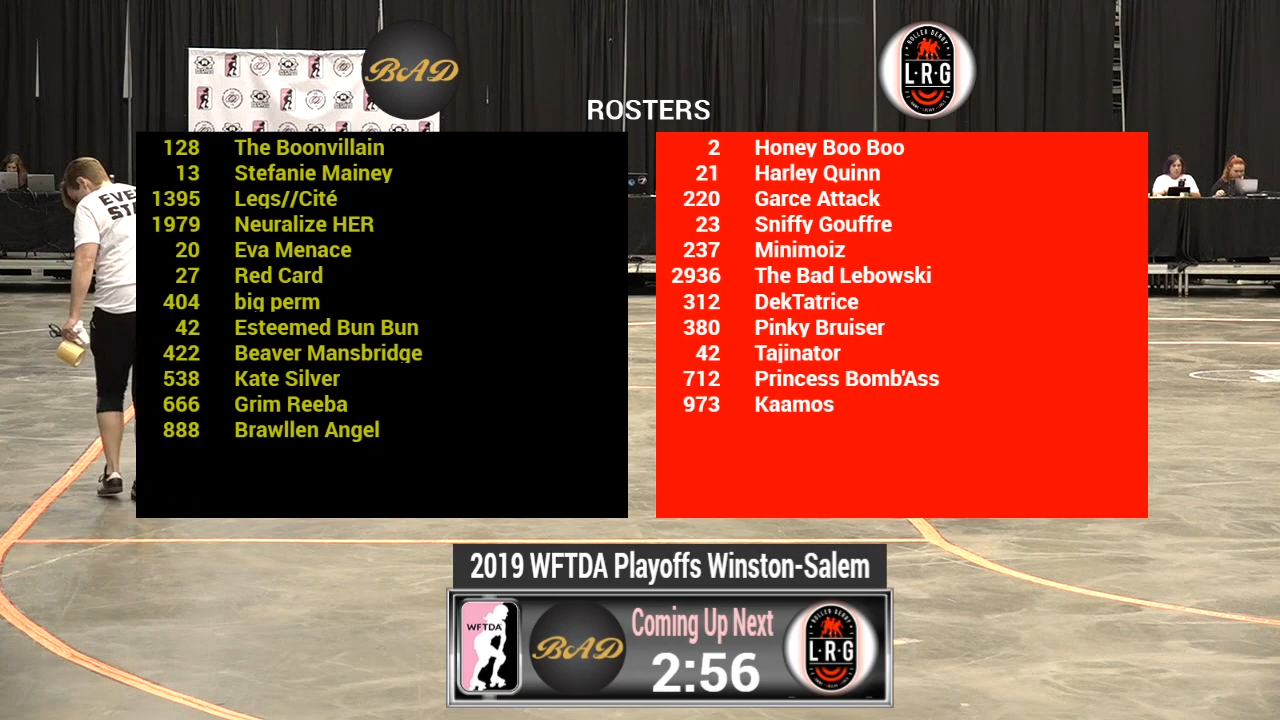 BAD
ROLLER DERBY
L·R·G
ROSTERS
128 The Boonvillain
13 Stefanie Mainey
1395 Legs//Cité
1979 Neuralize HER
20 Eva Menace
27 Red Card
404 big perm
42 Esteemed Bun Bun
422 Beaver Mansbridge
538 Kate Silver
666 Grim Reeba
888 Brawllen Angel
2 Honey Boo Boo
21 Harley Quinn
220 Garce Attack
23 Sniffy Gouffre
237 Minimoiz
2936 The Bad Lebowski
312 DekTatrice
380 Pinky Bruiser
42 Tajinator
712 Princess Bomb'Ass
973 Kaamos
2019 WFTDA Playoffs Winston-Salem
WFTDA
BAD
Coming Up Next
2:56
ROLLER DERBY
L·R·G